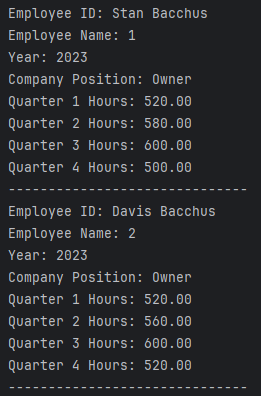 Employee ID: Stan Bacchus
Employee Name: 1
Year: 2023
Company Position: Owner
Quarter 1 Hours: 520.00
Quarter 2 Hours: 580.00
Quarter 3 Hours: 600.00
Quarter 4 Hours: 500.00
------------------------------
Employee ID: Davis Bacchus
Employee Name: 2
Year: 2023
Company Position: Owner
Quarter 1 Hours: 520.00
Quarter 2 Hours: 560.00
Quarter 3 Hours: 600.00
Quarter 4 Hours: 520.00
------------------------------